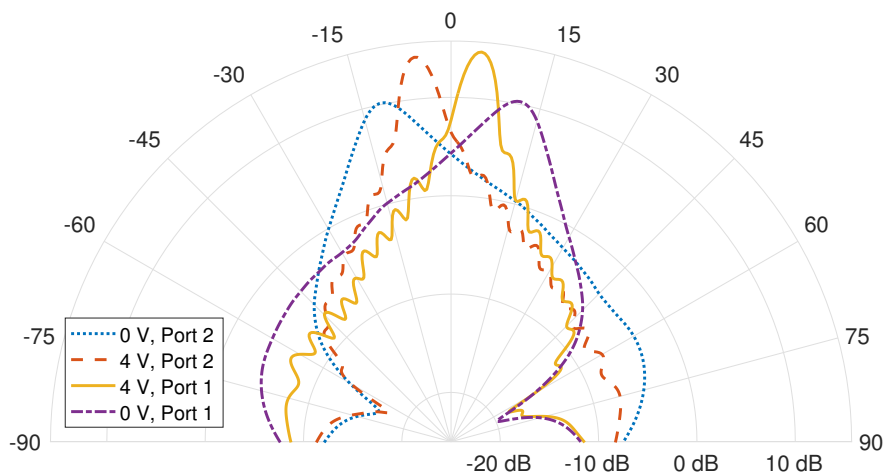 0
-15 15
-30 30
-45 45
-60 60
-75 75
0 V, Port 2
4 V, Port 2
4 V, Port 1
0 V, Port 1
-90 90
-20 dB -10 dB 0 dB 10 dB